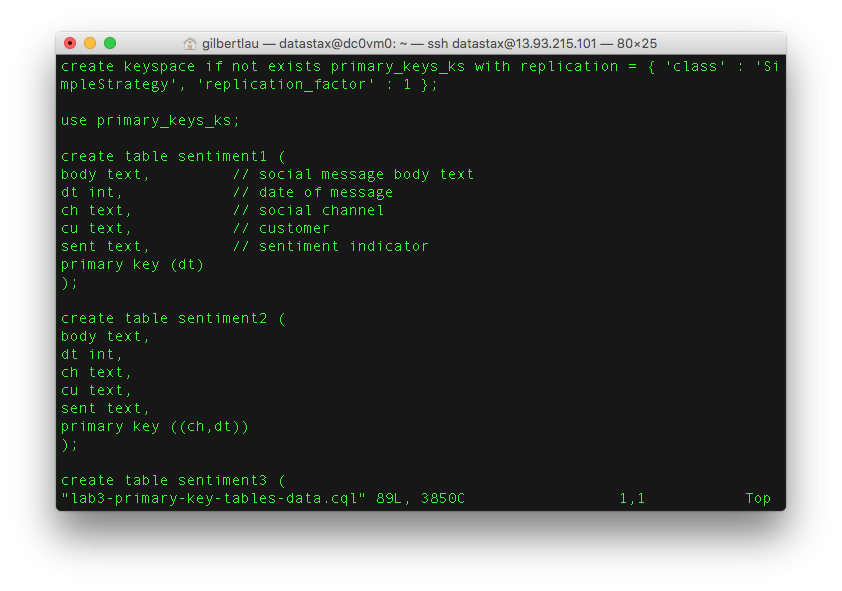 gilbertlau — datastax@dc0vm0: ~ — ssh datastax@13.93.215.101 — 80×25
create keyspace if not exists primary_keys_ks with replication = { 'class' : 'Si
mpleStrategy', 'replication_factor' : 1 };
use primary_keys_ks;
create table sentiment1 (
body text,          // social message body text
dt int,             // date of message
ch text,            // social channel
cu text,            // customer
sent text,          // sentiment indicator
primary key (dt)
);
create table sentiment2 (
body text,
dt int,
ch text,
cu text,
sent text,
primary key ((ch,dt))
);
create table sentiment3 (
"lab3-primary-key-tables-data.cql" 89L, 3850C                 1,1           Top